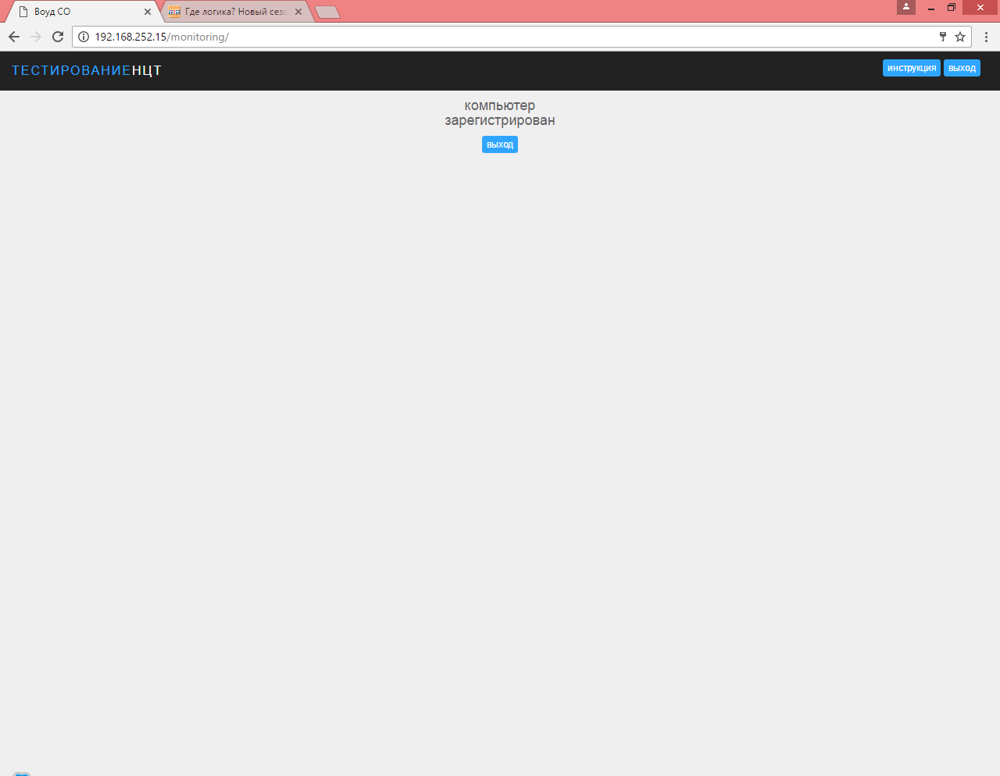 Воуд СО
Где логика? Новый сезо
192.168.252.15/monitoring/
ТЕСТИРОВАНИЕНЦТ
инструкция
выход
компьютер
зарегистрирован
выход